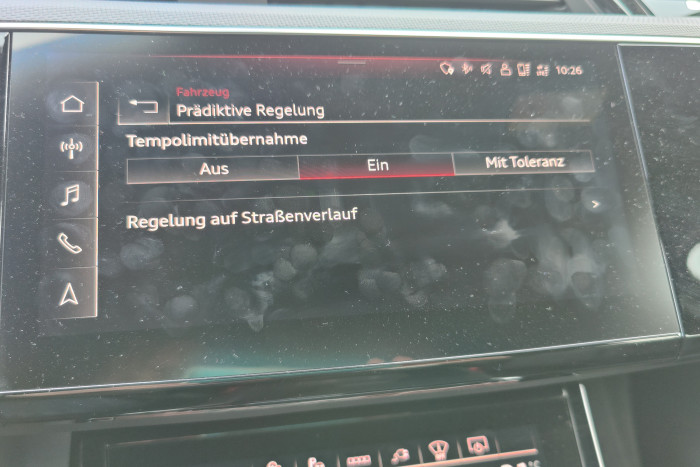 10:26
Fahrzeug
Prädiktive Regelung
Tempolimitübernahme
Aus Ein Mit Toleranz
Regelung auf Straßenverlauf